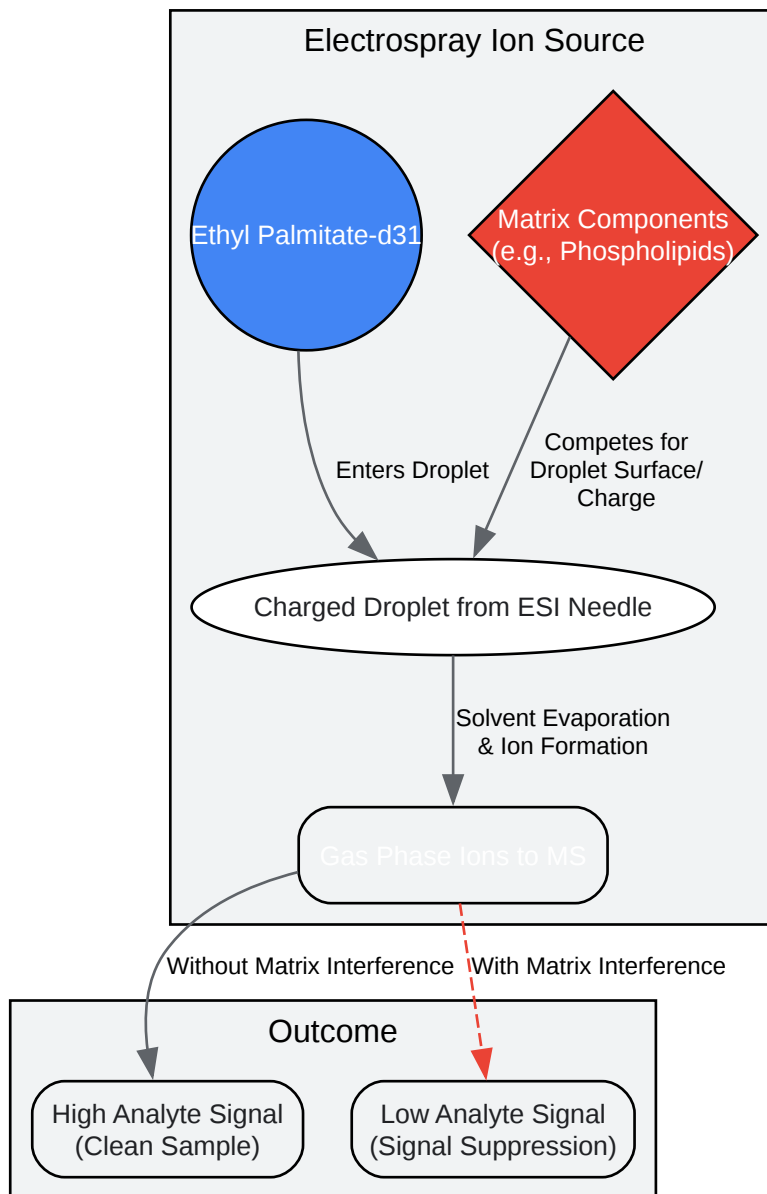 Electrospray Ion Source
Ethyl Palmitate-d31
Matrix Components
(e.g., Phospholipids)
Enters Droplet
Competes for
Droplet Surface/
Charge
Charged Droplet from ESI Needle
Solvent Evaporation
& Ion Formation
Gas Phase Ions to MS
Without Matrix Interference
With Matrix Interference
Outcome
High Analyte Signal
(Clean Sample)
Low Analyte Signal
(Signal Suppression)